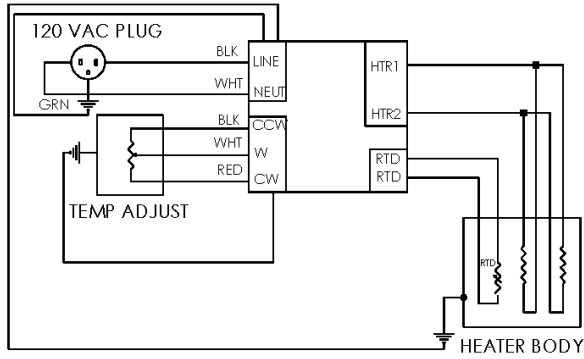 120 VAC PLUG
BLK
LINE
HTR1
WHT
NEUT
GRN
BLK
CCW
HTR2
WHT
W
RTD
RED
CW
RTD
TEMP ADJUST
RTD
HEATER BODY